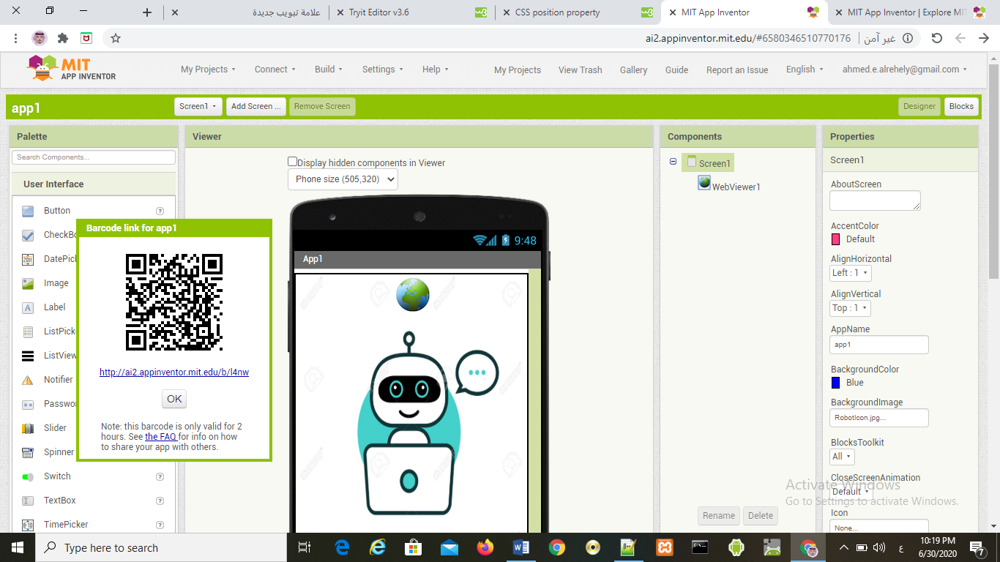 علامة تبويب جديدة
Tryit Editor v3.6
CSS position property
MIT App Inventor
MIT App Inventor | Explore MIT
ai2.appinventor.mit.edu/#6580346510770176
غير آمن
MIT
APP INVENTOR
My Projects
Connect
Build
Settings
Help
My Projects
View Trash
Gallery
Guide
Report an Issue
English
ahmed.e.alrehely@gmail.com
app1
Screen1
Add Screen ...
Remove Screen
Designer
Blocks
Palette
Search Components...
User Interface
Button
?
CheckBo
DatePic
Image
Label
ListPick
ListView
Notifier
Passwo
Slider
Spinner
Switch
?
TextBox
?
TimePicker
?
Barcode link for app1
http://ai2.appinventor.mit.edu/b/l4nw
OK
Note: this barcode is only valid for 2
hours. See the FAQ for info on how
to share your app with others.
Viewer
Display hidden components in Viewer
Phone size (505,320)
9:48
App1
Components
Screen1
WebViewer1
Rename
Delete
Properties
Screen1
AboutScreen
AccentColor
Default
AlignHorizontal
Left : 1
AlignVertical
Top : 1
AppName
app1
BackgroundColor
Blue
BackgroundImage
RobotIcon.jpg...
BlocksToolkit
All
CloseScreenAnimation
Default
Icon
None...
Activate Windows
Go to Settings to activate Windows.
Type here to search
ع
10:19 PM
6/30/2020
7